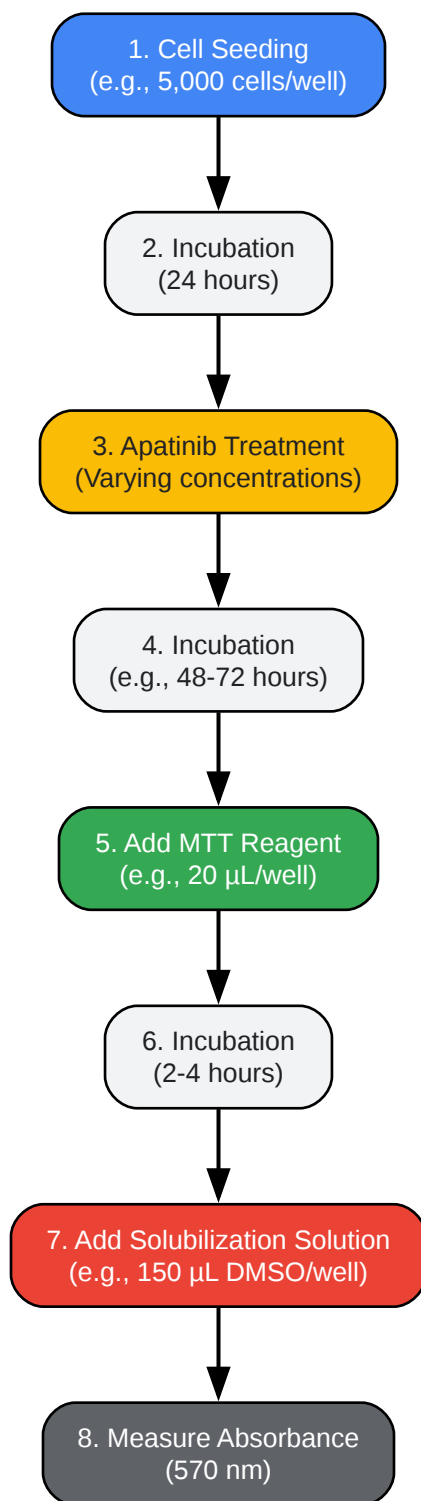 1. Cell Seeding
(e.g., 5,000 cells/well)
2. Incubation
(24 hours)
3. Apatinib Treatment
(Varying concentrations)
4. Incubation
(e.g., 48-72 hours)
5. Add MTT Reagent
(e.g., 20 µL/well)
6. Incubation
(2-4 hours)
7. Add Solubilization Solution
(e.g., 150 µL DMSO/well)
8. Measure Absorbance
(570 nm)